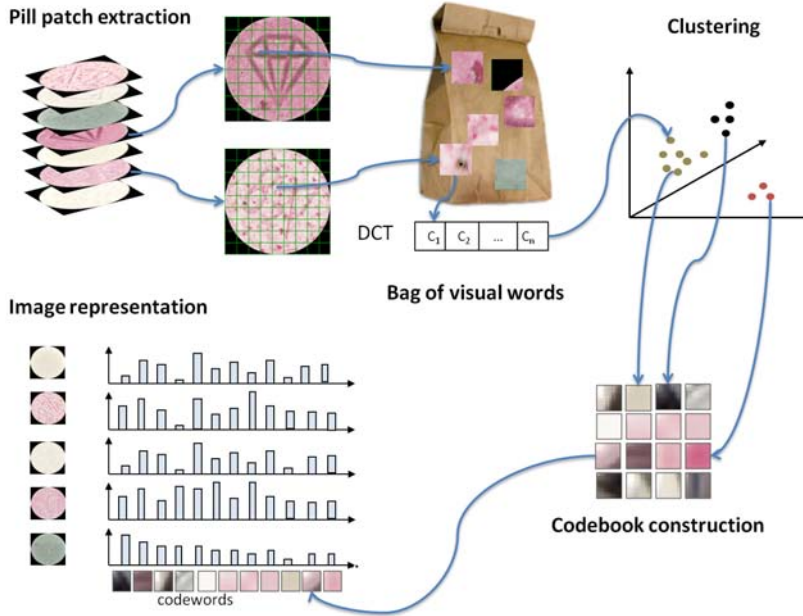 Pill patch extraction
Clustering
DCT
C1 C2 ... Cn
Bag of visual words
Image representation
Codebook construction
codewords